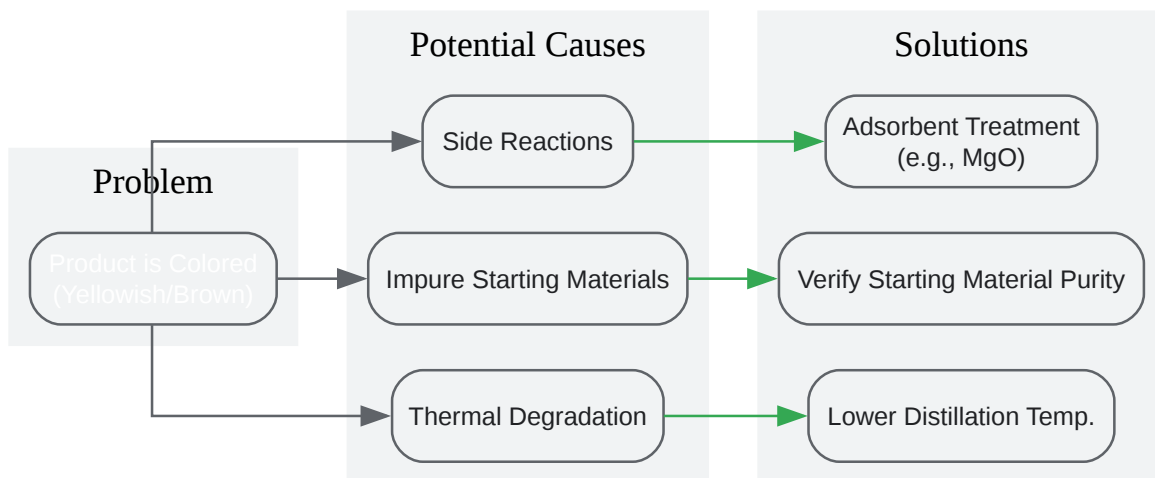 Problem
Product is Colored
(Yellowish/Brown)
Potential Causes
Side Reactions
Impure Starting Materials
Thermal Degradation
Solutions
Adsorbent Treatment
(e.g., MgO)
Verify Starting Material Purity
Lower Distillation Temp.